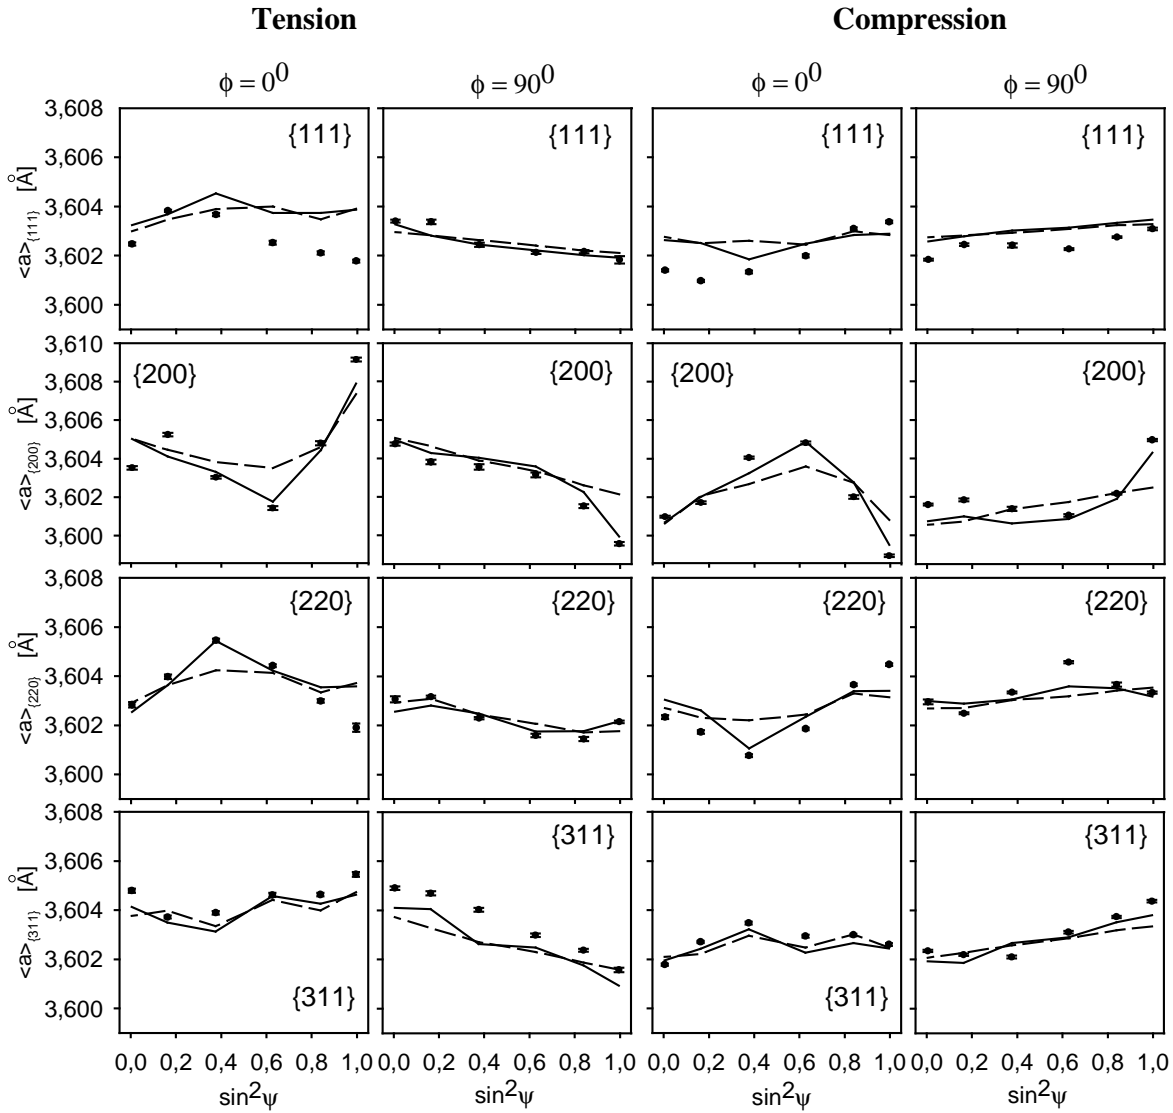 Tension Compression
ϕ = 0⁰ ϕ = 90⁰ ϕ = 0⁰ ϕ = 90⁰
3,608
3,606
3,604
3,602
3,600
<a>{111} [Å]
{111} {111} {111} {111}
3,610
3,608
3,606
3,604
3,602
3,600
<a>{200} [Å]
{200} {200} {200} {200}
3,608
3,606
3,604
3,602
3,600
<a>{220} [Å]
{220} {220} {220} {220}
3,608
3,606
3,604
3,602
3,600
<a>{311} [Å]
{311} {311} {311} {311}
0,0 0,2 0,4 0,6 0,8 1,0 0,0 0,2 0,4 0,6 0,8 1,0 0,0 0,2 0,4 0,6 0,8 1,0 0,0 0,2 0,4 0,6 0,8 1,0
sin²ψ sin²ψ sin²ψ sin²ψ